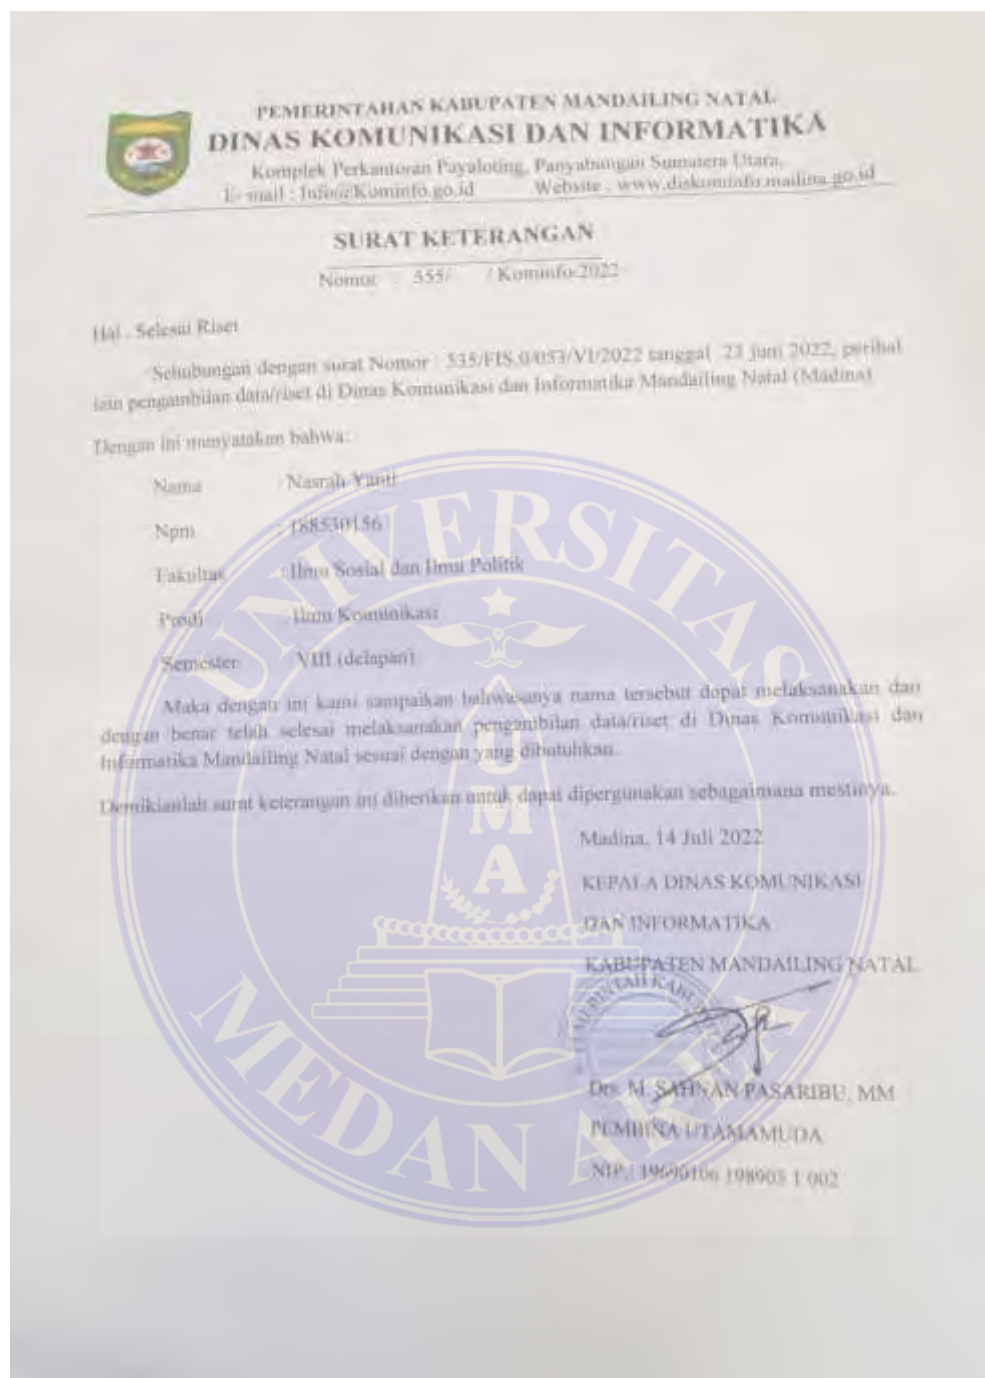 PEMERINTAHAN KABUPATEN MANDAILING NATAL
DINAS KOMUNIKASI DAN INFORMATIKA
Komplek Perkantoran Payaloting, Panyabungan Sumatera Utara,
E-mail : Info@Kominfo.go.id Website : www.diskominfo.madina.go.id
SURAT KETERANGAN
Nomor : 555/ / Kominfo/2022
Hal : Selesai Riset
Sehubungan dengan surat Nomor : 535/FIS.0/053/VI/2022 tanggal 23 juni 2022, perihal
izin pengambilan data/riset di Dinas Komunikasi dan Informatika Mandailing Natal (Madina)
Dengan ini menyatakan bahwa:
Nama : Nasrah Yanti
Npm : 188530156
Fakultas : Ilmu Sosial dan Ilmu Politik
Prodi : Ilmu Komunikasi
Semester : VIII (delapan)
Maka dengan ini kami sampaikan bahwasanya nama tersebut dapat melaksanakan dan
dengan benar telah selesai melaksanakan pengambilan data/riset di Dinas Komunikasi dan
Informatika Mandailing Natal sesuai dengan yang dibutuhkan.
Demikianlah surat keterangan ini diberikan untuk dapat dipergunakan sebagaimana mestinya.
Madina, 14 Juli 2022
KEPALA DINAS KOMUNIKASI
DAN INFORMATIKA
KABUPATEN MANDAILING NATAL
Drs. M. SAHNAN PASARIBU, MM
PEMBINA UTAMAMUDA
NIP.: 19690106 198903 1 002
UNIVERSITAS
UMA
MEDAN AREA